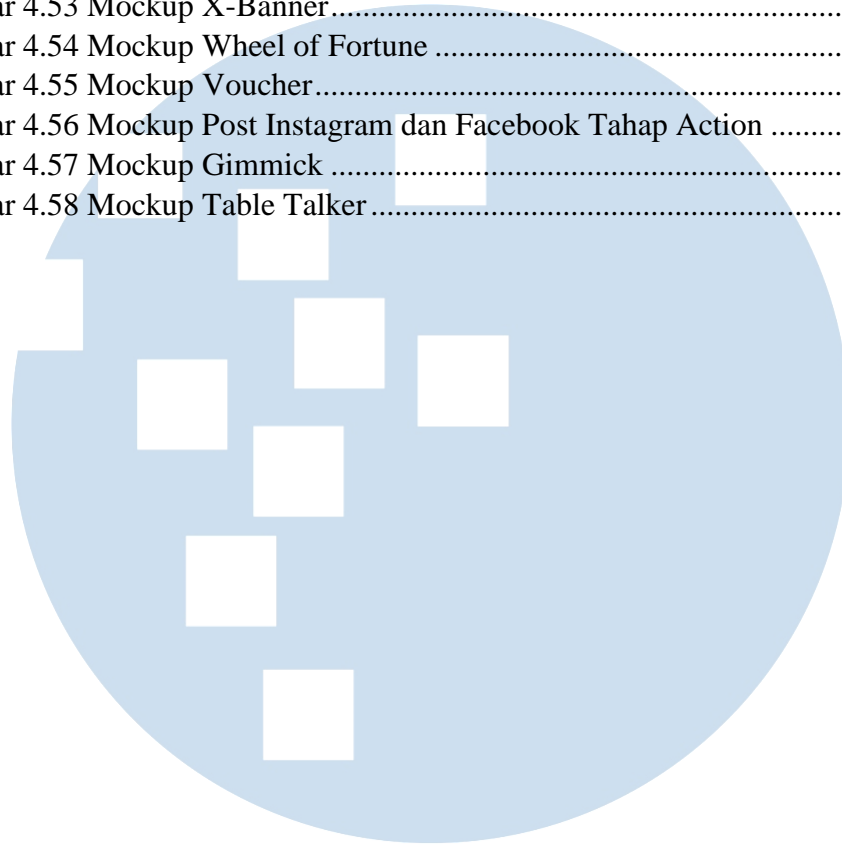 ar 4.53 Mockup X-Banner................................................................................
ar 4.54 Mockup Wheel of Fortune ..................................................................
ar 4.55 Mockup Voucher...................................................................................
ar 4.56 Mockup Post Instagram dan Facebook Tahap Action .........
ar 4.57 Mockup Gimmick .................................................................................
ar 4.58 Mockup Table Talker...........................................................................